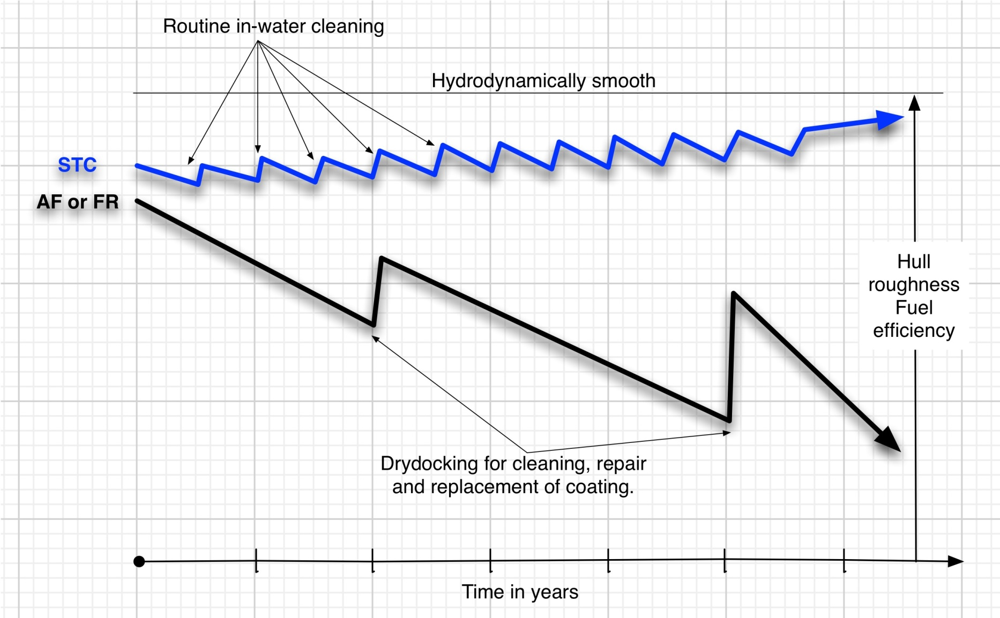 Routine in-water cleaning
Hydrodynamically smooth
STC
AF or FR
Hull
roughness
Fuel
efficiency
Drydocking for cleaning, repair
and replacement of coating.
Time in years